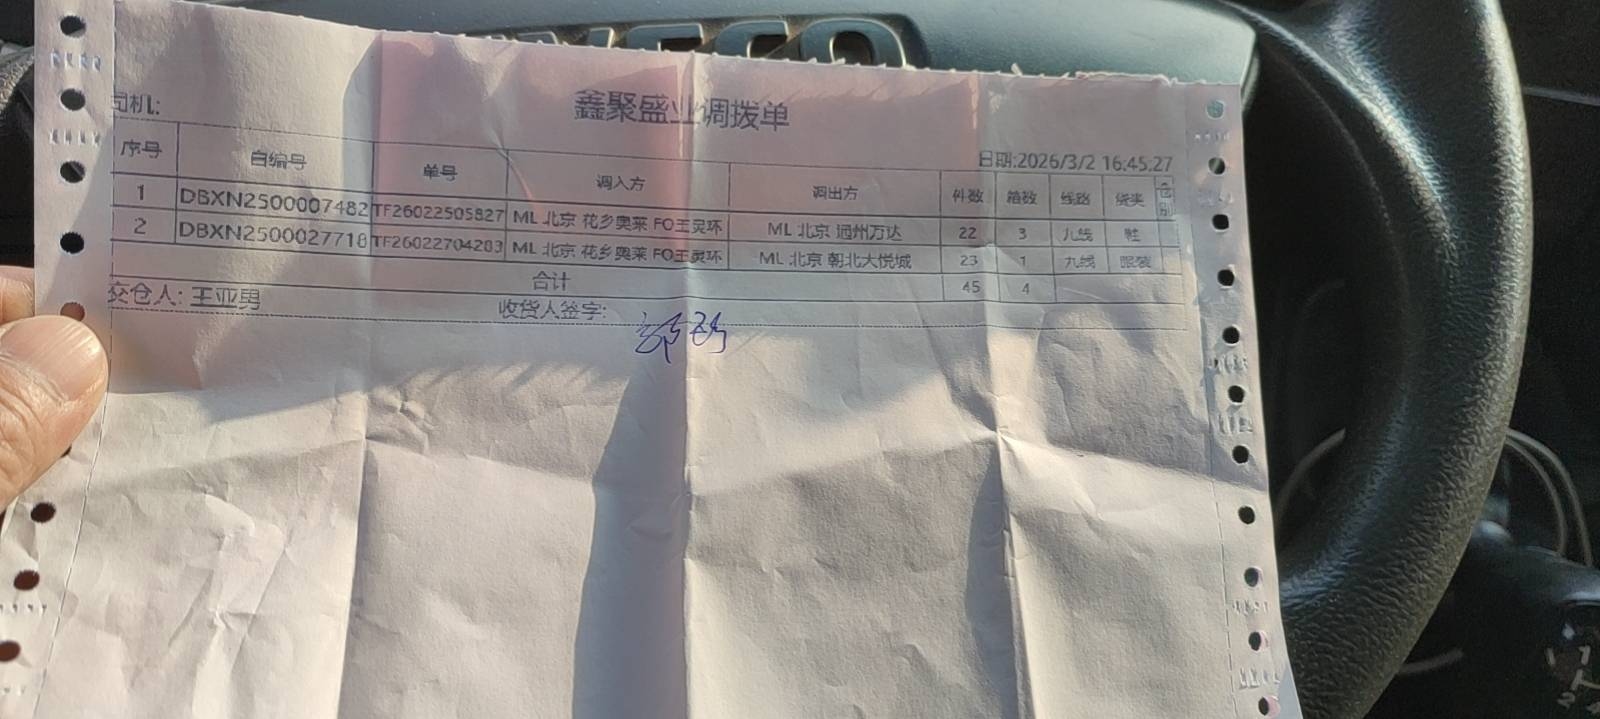 鑫聚盛业调拨单
司机:
日期:2026/3/2 16:45:27
序号 自编号 单号 调入方 调出方 件数 箱数 线路
1 DBXN2500007482 TF26022505827 ML 北京 花乡奥莱 FO王灵环 ML 北京 通州万达 22 3 九线 鞋
2 DBXN2500027718 TF26022704283 ML 北京 花乡奥莱 FO王灵环 ML 北京 朝北大悦城 23 1 九线 服装
合计 45 4
交仓人: 王亚男 收货人签字: